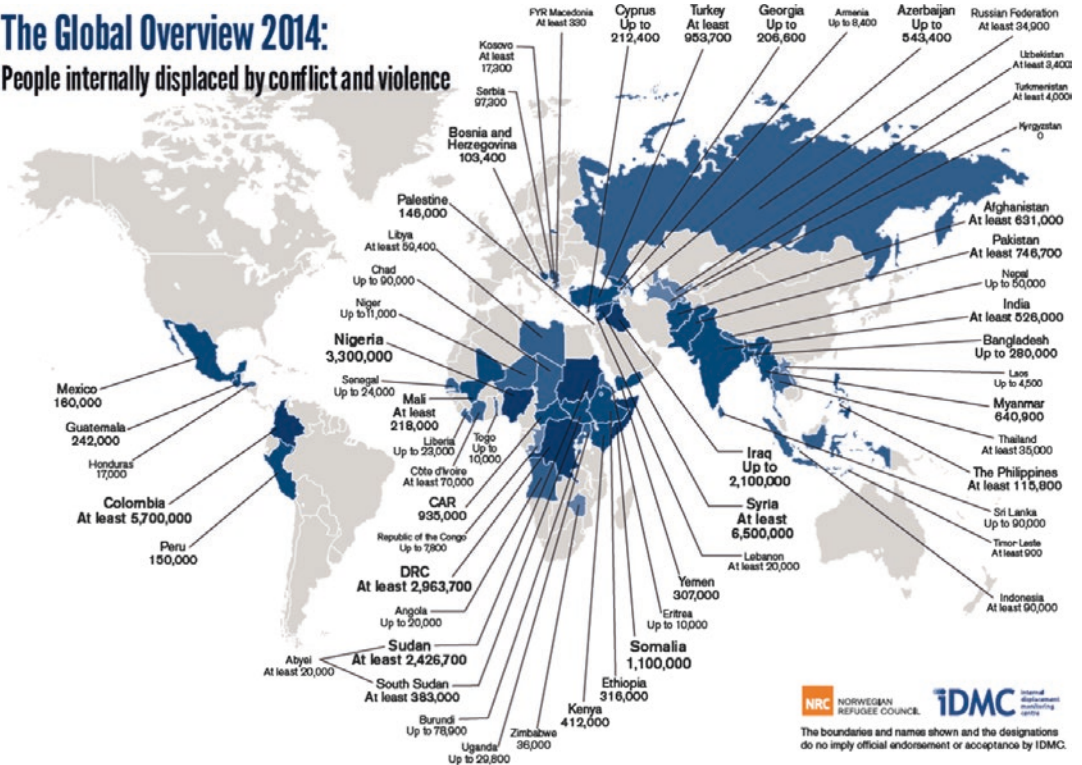 The Global Overview 2014:
People internally displaced by conflict and violence
FYR Macedonia
At least 330
Cyprus
Up to
212,400
Turkey
At least
953,700
Georgia
Up to
206,600
Armenia
Up to 8,400
Azerbaijan
Up to
543,400
Russian Federation
At least 34,900
Kosovo
At least
17,300
Uzbekistan
At least 3,400
Serbia
97,300
Turkmenistan
At least 4,000
Kyrgyzstan
0
Bosnia and
Herzegovina
103,400
Palestine
146,000
Afghanistan
At least 631,000
Libya
At least 59,400
Pakistan
At least 746,700
Chad
Up to 90,000
Nepal
Up to 50,000
Niger
Up to 11,000
India
At least 526,000
Nigeria
3,300,000
Bangladesh
Up to 280,000
Senegal
Up to 24,000
Laos
Up to 4,500
Mexico
160,000
Mali
At least
218,000
Myanmar
640,900
Guatemala
242,000
Liberia
Up to 23,000
Togo
Up to
10,000
Thailand
At least 35,000
Honduras
17,000
Côte d'Ivoire
At least 70,000
Iraq
Up to
2,100,000
The Philippines
At least 115,800
Colombia
At least 5,700,000
CAR
935,000
Syria
At least
6,500,000
Sri Lanka
Up to 90,000
Peru
150,000
Republic of the Congo
Up to 7,800
Timor-Leste
At least 900
DRC
At least 2,963,700
Lebanon
At least 20,000
Yemen
307,000
Indonesia
At least 90,000
Angola
Up to 20,000
Eritrea
Up to 10,000
Sudan
At least 2,426,700
Somalia
1,100,000
Abyei
At least 20,000
South Sudan
At least 383,000
Ethiopia
316,000
Kenya
412,000
Burundi
Up to 78,900
Zimbabwe
36,000
Uganda
Up to 29,800
NRC
NORWEGIAN
REFUGEE COUNCIL
iDMC
internal
displacement
monitoring
centre
The boundaries and names shown and the designations
do no imply official endorsement or acceptance by IDMC.